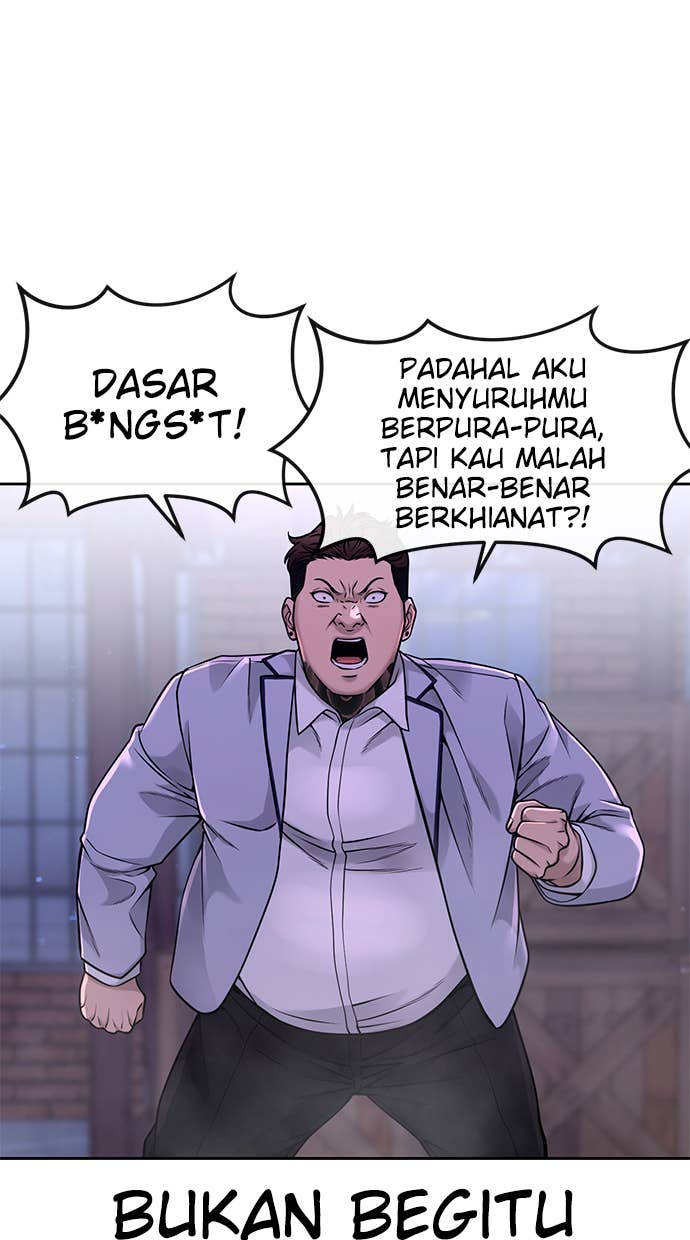 DASAR
B*NGS*T!
PADAHAL AKU
MENYURUHMU
BERPURA-PURA,
TAPI KAU MALAH
BENAR-BENAR
BERKHIANAT?!
BUKAN BEGITU